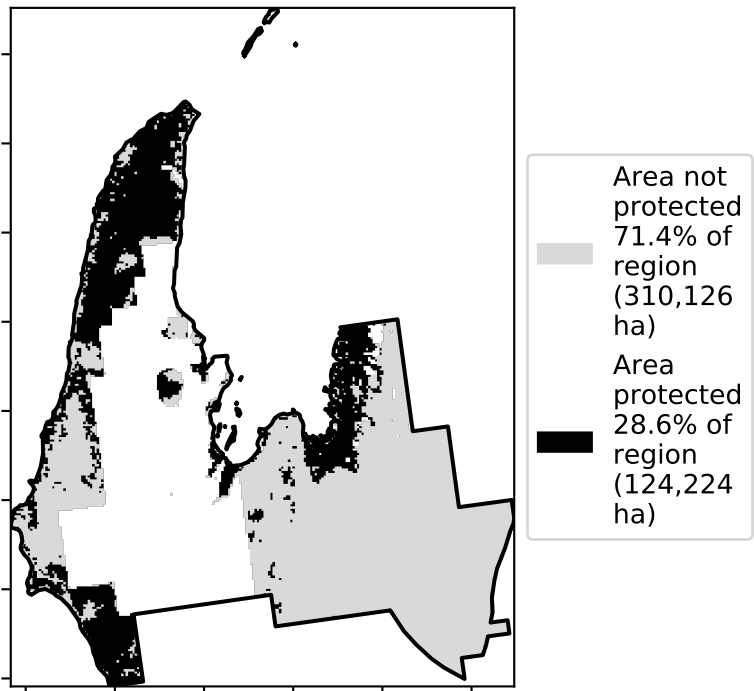 Area not
protected
71.4% of
region
(310,126
ha)
Area
protected
28.6% of
region
(124,224
ha)